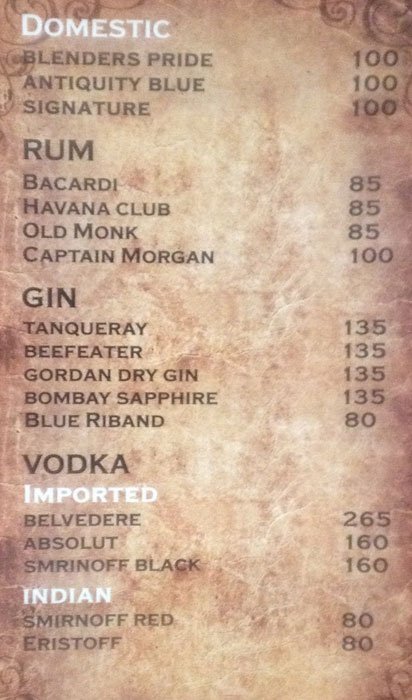 DOMESTIC
BLENDERS PRIDE 100
ANTIQUITY BLUE 100
SIGNATURE 100
RUM
BACARDI 85
HAVANA CLUB 85
OLD MONK 85
CAPTAIN MORGAN 100
GIN
TANQUERAY 135
BEEFEATER 135
GORDAN DRY GIN 135
BOMBAY SAPPHIRE 135
BLUE RIBAND 80
VODKA
IMPORTED
BELVEDERE 265
ABSOLUT 160
SMRINOFF BLACK 160
INDIAN
SMIRNOFF RED 80
ERISTOFF 80